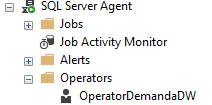 SQL Server Agent
Jobs
Job Activity Monitor
Alerts
Operators
OperatorDemandaDW